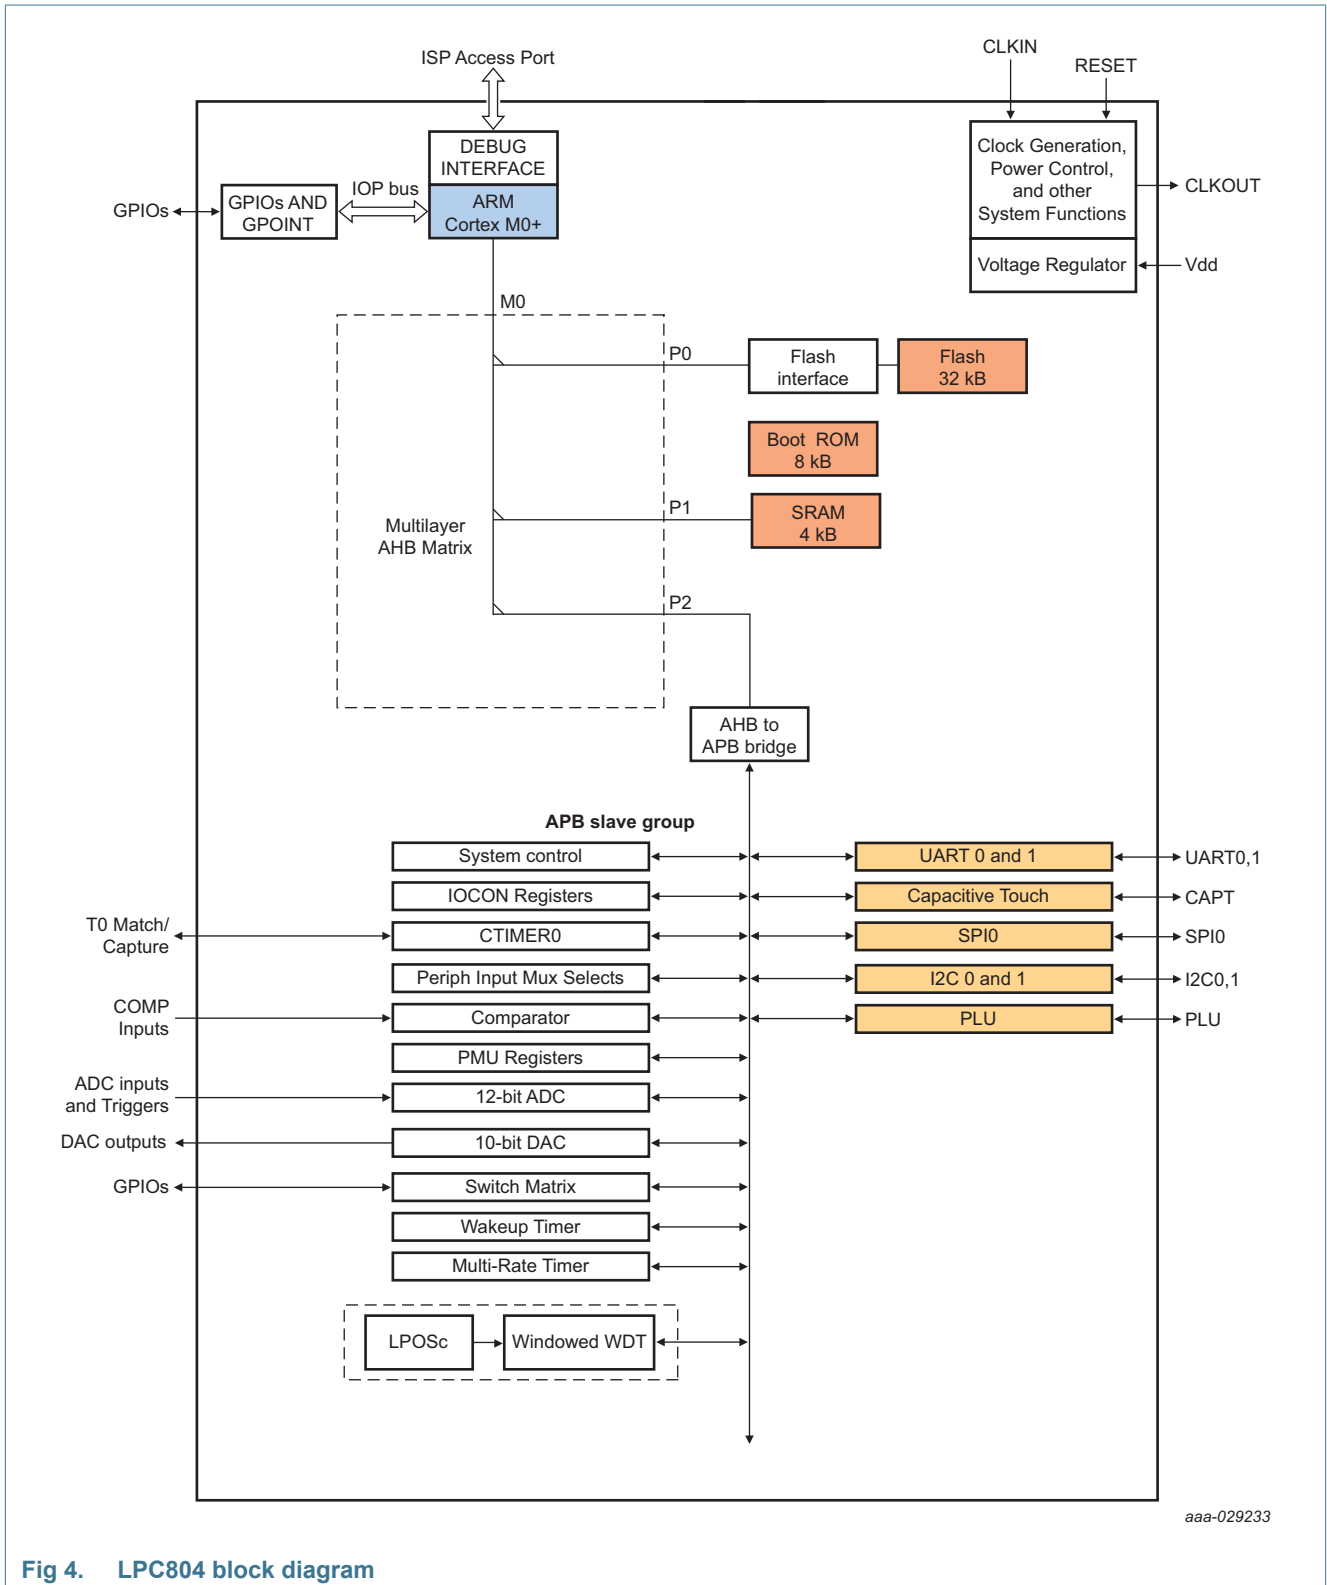 ISP Access Port
CLKIN
RESET
DEBUG
INTERFACE
ARM
Cortex M0+
IOP bus
GPIOs
GPIOs AND
GPOINT
Clock Generation,
Power Control,
and other
System Functions
CLKOUT
Voltage Regulator
Vdd
M0
P0
Flash
interface
Flash
32 kB
Boot ROM
8 kB
P1
SRAM
4 kB
Multilayer
AHB Matrix
P2
AHB to
APB bridge
APB slave group
System control
UART 0 and 1
UART0,1
IOCON Registers
Capacitive Touch
CAPT
T0 Match/
Capture
CTIMER0
SPI0
SPI0
Periph Input Mux Selects
I2C 0 and 1
I2C0,1
COMP
Inputs
Comparator
PLU
PLU
PMU Registers
ADC inputs
and Triggers
12-bit ADC
DAC outputs
10-bit DAC
GPIOs
Switch Matrix
Wakeup Timer
Multi-Rate Timer
LPOSc
Windowed WDT
aaa-029233
Fig 4. LPC804 block diagram